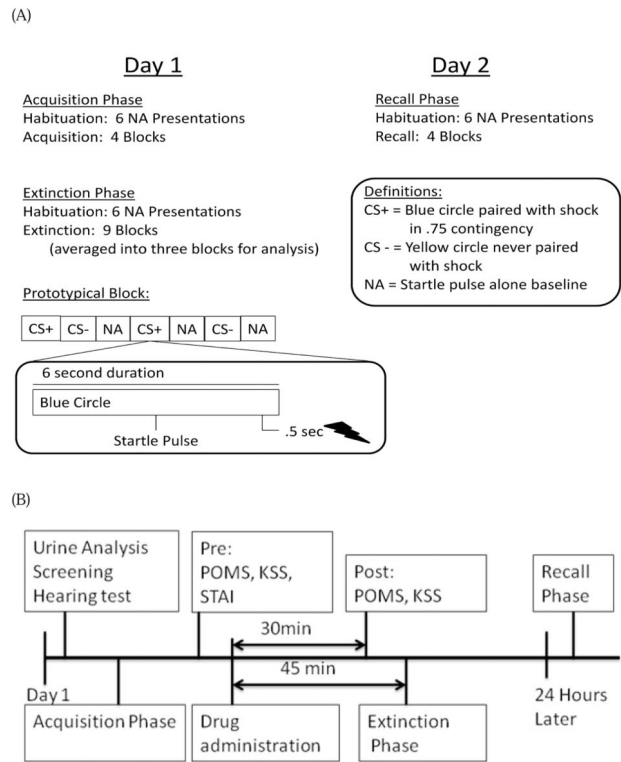 (A)
Day 1
Acquisition Phase
Habituation: 6 NA Presentations
Acquisition: 4 Blocks
Extinction Phase
Habituation: 6 NA Presentations
Extinction: 9 Blocks
(averaged into three blocks for analysis)
Prototypical Block:
CS+ CS- NA CS+ NA CS- NA
6 second duration
Blue Circle
Startle Pulse
.5 sec
Day 2
Recall Phase
Habituation: 6 NA Presentations
Recall: 4 Blocks
Definitions:
CS+ = Blue circle paired with shock
in .75 contingency
CS - = Yellow circle never paired
with shock
NA = Startle pulse alone baseline
(B)
Urine Analysis
Screening
Hearing test
Pre:
POMS, KSS,
STAI
Post:
POMS, KSS
Recall
Phase
30min
45 min
Day 1
Acquisition Phase
Drug
administration
Extinction
Phase
24 Hours
Later